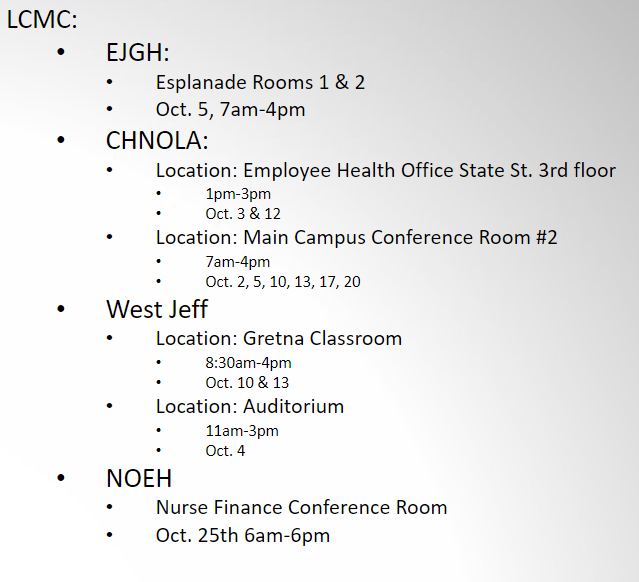 LCMC:
• EJGH:
• Esplanade Rooms 1 & 2
• Oct. 5, 7am-4pm
• CHNOLA:
• Location: Employee Health Office State St. 3rd floor
• 1pm-3pm
• Oct. 3 & 12
• Location: Main Campus Conference Room #2
• 7am-4pm
• Oct. 2, 5, 10, 13, 17, 20
• West Jeff
• Location: Gretna Classroom
• 8:30am-4pm
• Oct. 10 & 13
• Location: Auditorium
• 11am-3pm
• Oct. 4
• NOEH
• Nurse Finance Conference Room
• Oct. 25th 6am-6pm